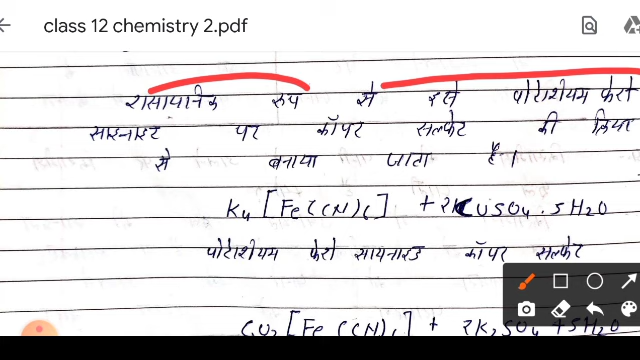 class 12 chemistry 2.pdf
रासायनिक रूप से इसे पोटाशियम फेरो
साइनाइड पर कॉपर सल्फेट की क्रिया
से बनाया जाता है।
K4 [Fe(CN)6] + 2CuSO4.5H2O
पोटाशियम फेरो सायनाइड कॉपर सल्फेट
Cu2 [Fe(CN)6] + 2K2SO4 + 5H2O